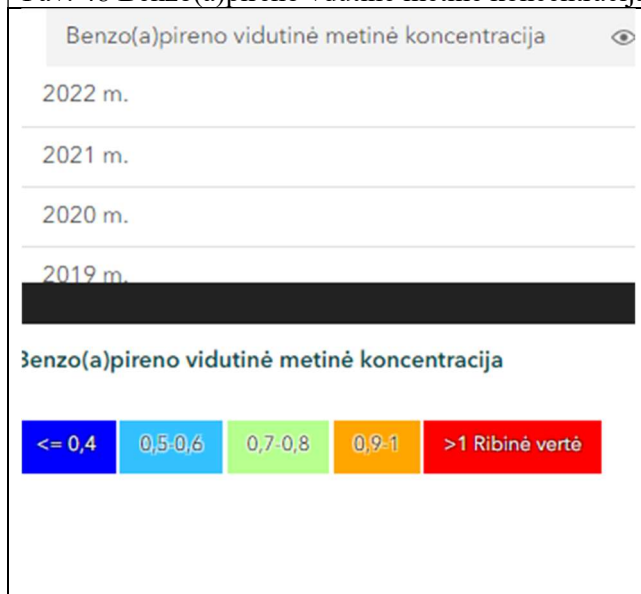 Benzo(a)pireno vidutinė metinė koncentracija
2022 m.
2021 m.
2020 m.
2019 m.
Benzo(a)pireno vidutinė metinė koncentracija
<= 0,4 0,5-0,6 0,7-0,8 0,9-1 >1 Ribinė vertė